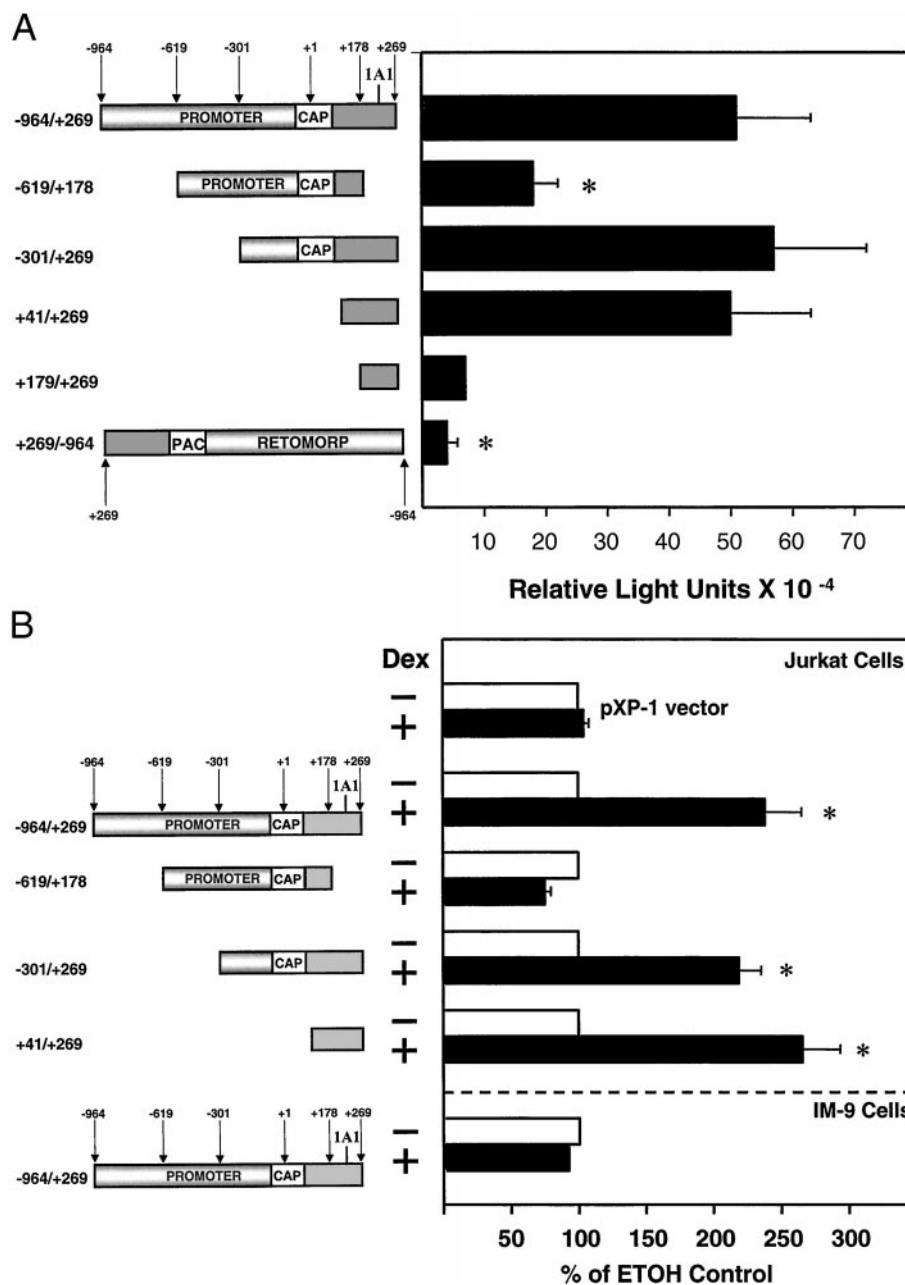 A
-964 -619 -301 +1 +178 +269
1A1
-964/+269 PROMOTER CAP
-619/+178 PROMOTER CAP
-301/+269 CAP
+41/+269
+179/+269
+269/-964 PAC RETOMORP
+269 -964
*
*
10 20 30 40 50 60 70
Relative Light Units X 10 -4
B
Dex
Jurkat Cells
−
+
pXP-1 vector
-964 -619 -301 +1 +178 +269
1A1
−
-964/+269 PROMOTER CAP + *
−
-619/+178 PROMOTER CAP +
−
-301/+269 CAP + *
−
+41/+269 + *
IM-9 Cells
-964 -619 -301 +1 +178 +269
1A1
−
-964/+269 PROMOTER CAP +
50 100 150 200 250 300
% of ETOH Control